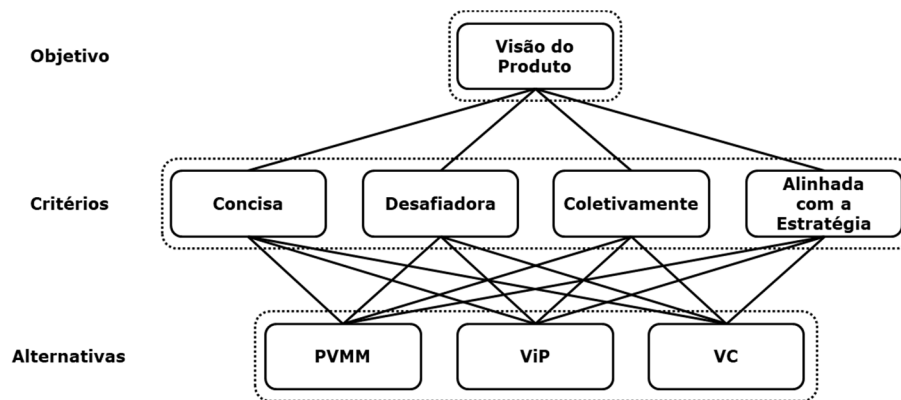 Objetivo
Visão do
Produto
Critérios
Concisa
Desafiadora
Coletivamente
Alinhada
com a
Estratégia
Alternativas
PVMM
ViP
VC